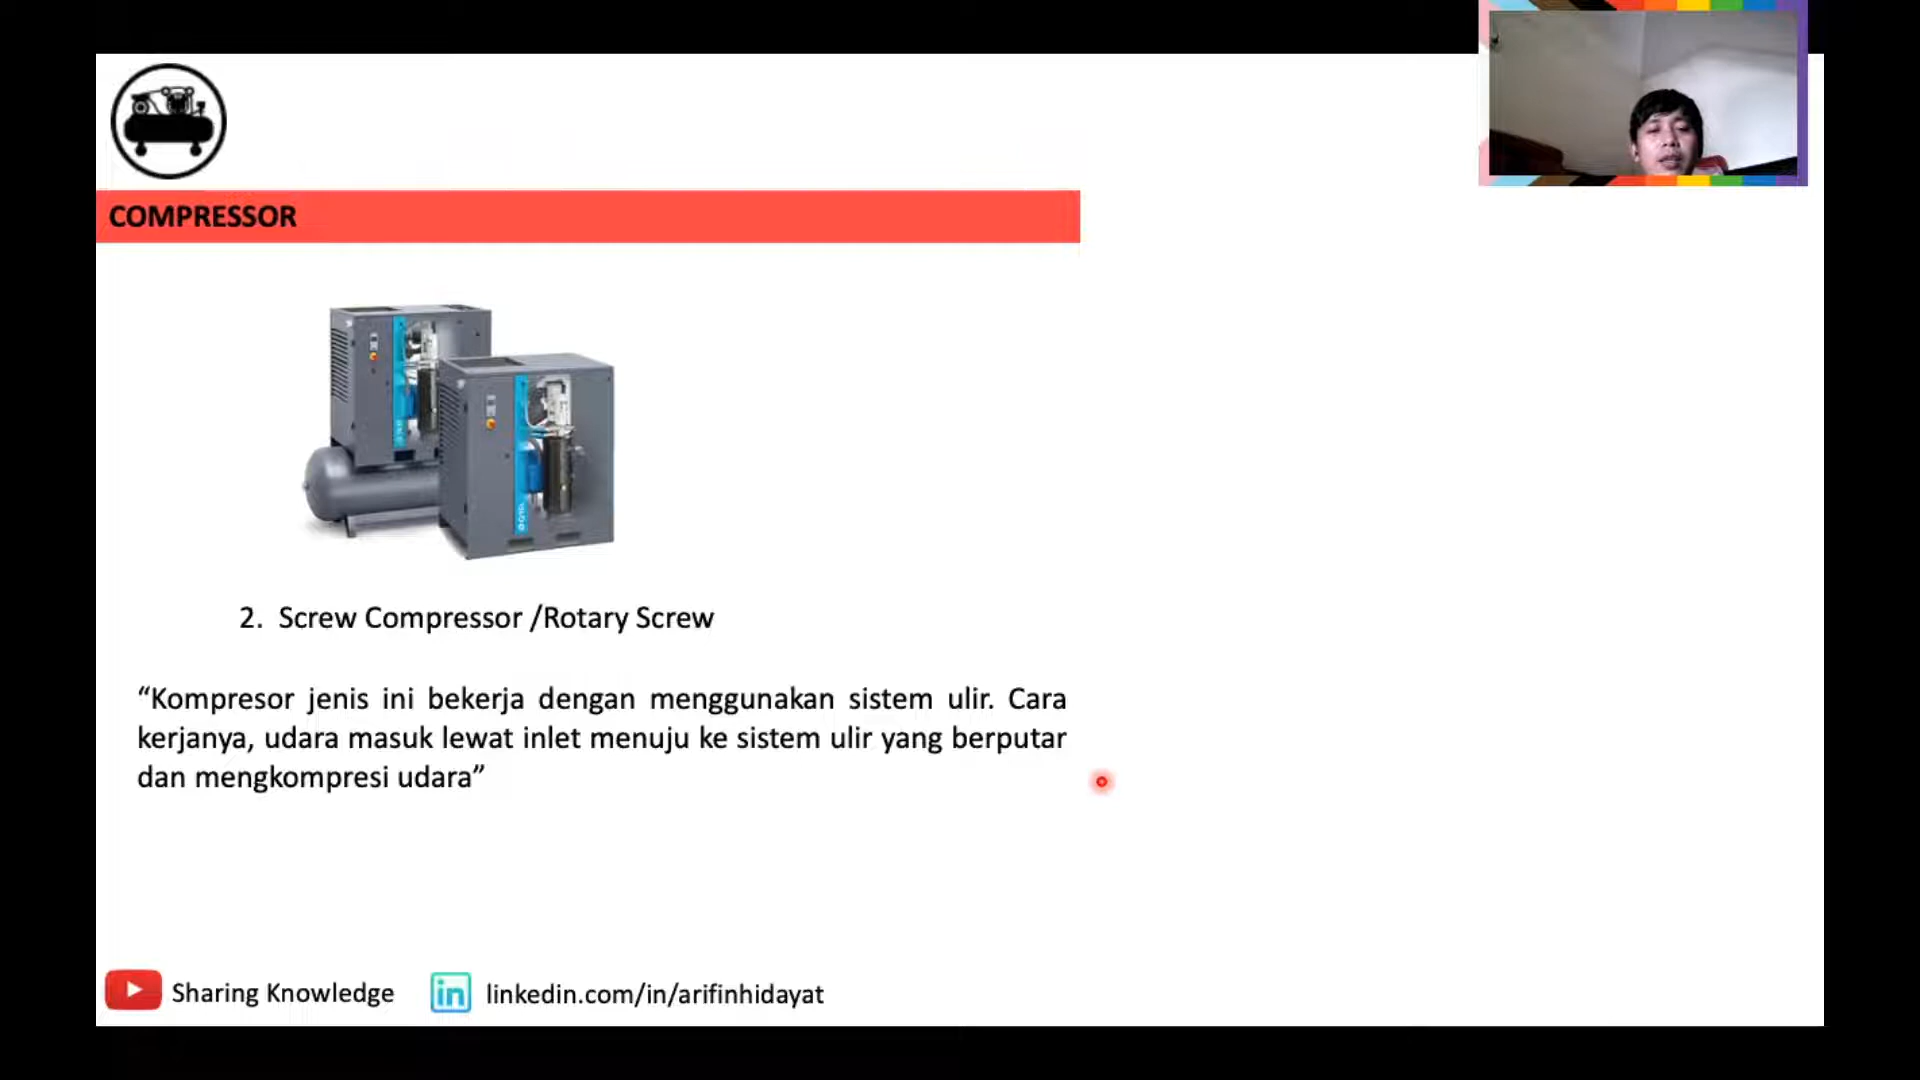 COMPRESSOR
2. Screw Compressor /Rotary Screw
“Kompresor jenis ini bekerja dengan menggunakan sistem ulir. Cara
kerjanya, udara masuk lewat inlet menuju ke sistem ulir yang berputar
dan mengkompresi udara”
Sharing Knowledge
in
linkedin.com/in/arifinhidayat